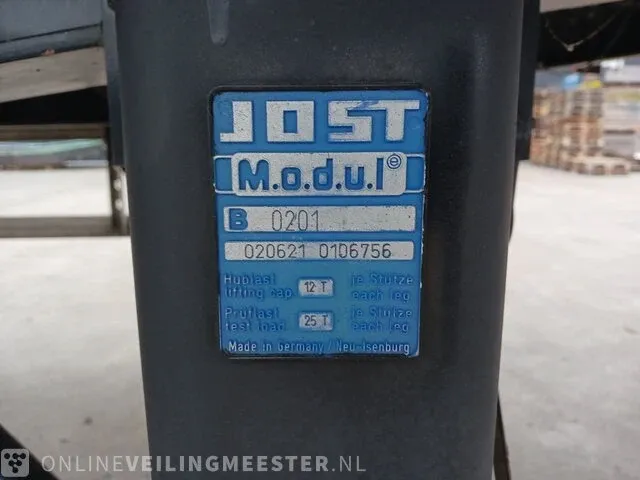 JOST
M.o.d.u.l ®
B 0201
020621 0106756
Hublast je Stütze
lifting cap. 12 T each leg
Prüflast je Stütze
test load 25 T each leg
Made in Germany / Neu-Isenburg
ONLINEVEILINGMEESTER.NL